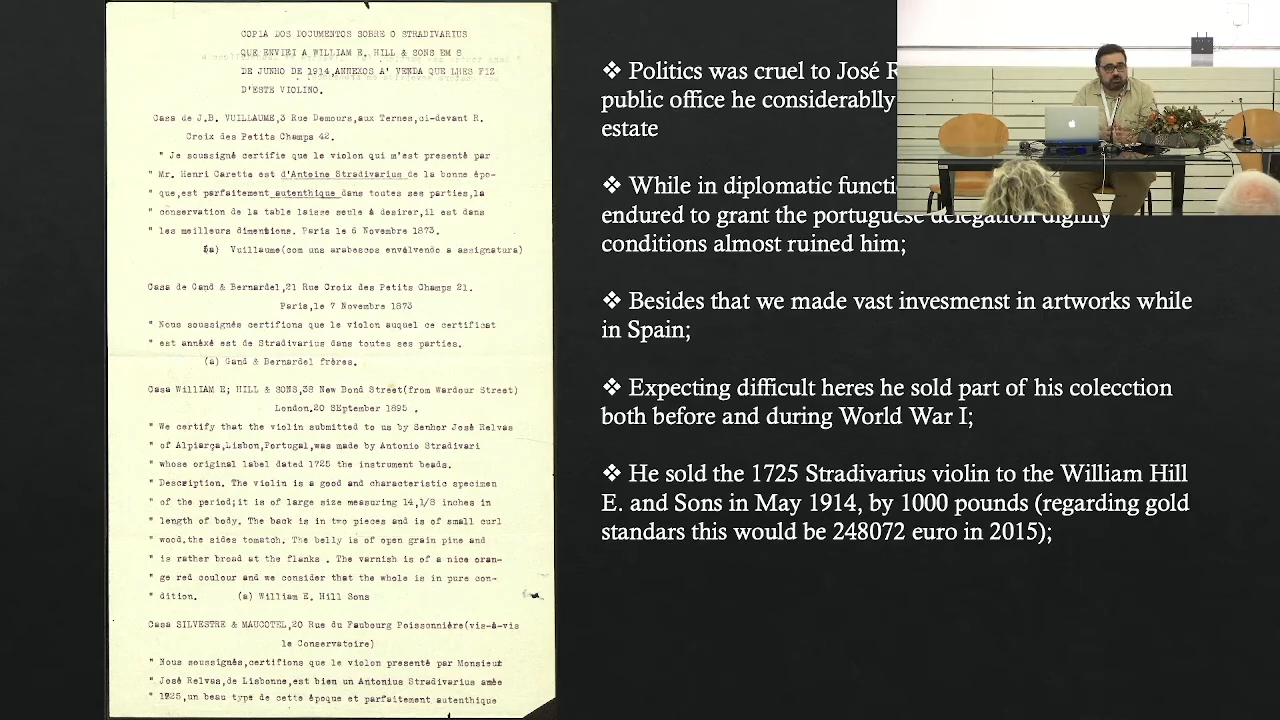 COPIA DOS DOCUMENTOS SOBRE O STRADIVARIUS
QUE ENVIEI A WILLIAM E. HILL & SONS EM 8
DE JUNHO DE 1914,ANNEXOS A' VENDA QUE LHES FIZ
D'ESTE VIOLINO.
Casa de J.B. VUILLAUME,3 Rue Demours,aux Ternes,ci-devant R.
Croix des Petits Champs 42.
" Je soussigné certifie que le violon qui m'est presenté par
" Mr. Henri Carette est d'Antoine Stradivarius de la bonne épo-
" que,est parfaitement autenthique dans toutes ses parties,la
" conservation de la table laisse seule á desirer,il est dans
" les meilleurs dimentions. Paris le 6 Novembre 1873.
(a) Vuillaume(com uns arabescos envolvendo a assignatura)
Casa de Gand & Bernardel,21 Rue Croix des Petits Champs 21.
Paris,le 7 Novembre 1873
" Nous soussignés certifions que le violon auquel ce certificat
" est annéxé est de Stradivarius dans toutes ses parties.
(a) Gand & Bernardel frères.
Casa WILLIAM E; HILL & SONS,38 New Bond Street(from Wardour Street)
London.20 SEptember 1895 .
" We certify that the violin submitted to us by Senhor José Relvas
" of Alpiarça,Lisbon,Portugal,was made by Antonio Stradivari
" whose original label dated 1725 the instrument beads.
" Description. The violin is a good and characteristic specimen
" of the period;it is of large size measuring 14,1/8 inches in
" length of body. The back is in two pieces and is of small curl
" wood.the sides tomatch. The belly is of open grain pine and
" is rather broad at the flanks . The varnish is of a nice oran-
" ge red coulour and we consider that the whole is in pure con-
" dition. (a) William E. Hill Sons
Casa SILVESTRE & MAUCOTEL,20 Rue du Faubourg Poissonnière(vis-á-vis
le Conservatoire)
" Nous soussignés,certifions que le violon presenté par Monsieur
" José Relvas,de Lisbonne,est bien un Antonius Stradivarius
" 1725,un beau type de cette époque et parfaitement autenthique
❖ Politics was cruel to José R
public office he considerablly
estate
❖ While in diplomatic functi
endured to grant the portuguese delegation dignity
conditions almost ruined him;
❖ Besides that we made vast invesmenst in artworks while
in Spain;
❖ Expecting difficult heres he sold part of his colecction
both before and during World War I;
❖ He sold the 1725 Stradivarius violin to the William Hill
E. and Sons in May 1914, by 1000 pounds (regarding gold
standars this would be 248072 euro in 2015);